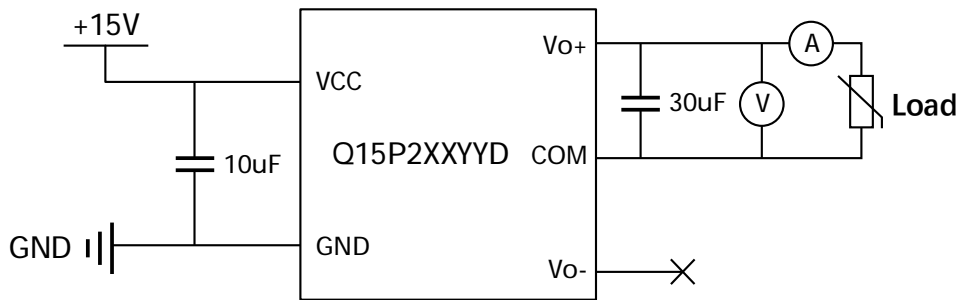 +15V
Vo+
A
VCC
30uF
V
Load
10uF
Q15P2XXYYD
COM
GND
GND
Vo-